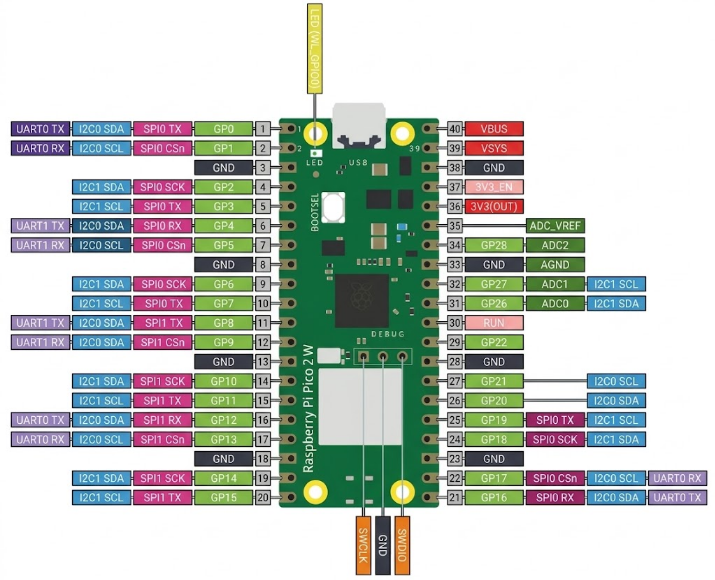 LED (WL_GPIO0)
UART0 TX I2C0 SDA SPI0 TX GP0 1 1 40 VBUS
UART0 RX I2C0 SCL SPI0 CSn GP1 2 2 39 39 VSYS
GND 3 LED USB 38 GND
I2C1 SDA SPI0 SCK GP2 4 37 3V3_EN
I2C1 SCL SPI0 TX GP3 5 BOOTSEL 36 3V3(OUT)
UART1 TX I2C0 SDA SPI0 RX GP4 6 35 ADC_VREF
UART1 RX I2C0 SCL SPI0 CSn GP5 7 34 GP28 ADC2
GND 8 33 GND AGND
I2C1 SDA SPI0 SCK GP6 9 32 GP27 ADC1 I2C1 SCL
I2C1 SCL SPI0 TX GP7 10 31 GP26 ADC0 I2C1 SDA
UART1 TX I2C0 SDA SPI1 TX GP8 11 30 RUN
UART1 RX I2C0 SDA SPI1 CSn GP9 12 DEBUG 29 GP22
GND 13 28 GND
I2C1 SDA SPI1 SCK GP10 14 27 GP21 I2C0 SCL
I2C1 SCL SPI1 TX GP11 15 26 GP20 I2C0 SDA
UART0 TX I2C0 SDA SPI1 RX GP12 16 25 GP19 SPI0 TX I2C1 SCL
UART0 RX I2C0 SCL SPI1 CSn GP13 17 24 GP18 SPI0 SCK I2C1 SDA
GND 18 23 GND
I2C1 SDA SPI1 SCK GP14 19 22 GP17 SPI0 CSn I2C0 SCL UART0 RX
I2C1 SCL SPI1 TX GP15 20 21 GP16 SPI0 RX I2C0 SDA UART0 TX
Raspberry Pi Pico 2 W
SWCLK
GND
SWDIO